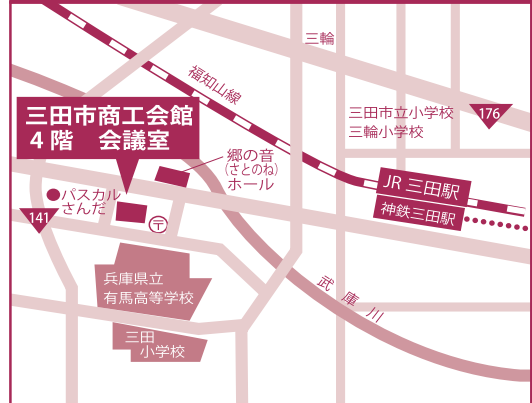 三輪
福知山線
三田市商工会館
4階 会議室
三田市立小学校
三輪小学校
176
郷の音
(さとのね)
ホール
JR 三田駅
神鉄三田駅
パスカル
さんだ
141
〒
兵庫県立
有馬高等学校
武庫川
三田
小学校